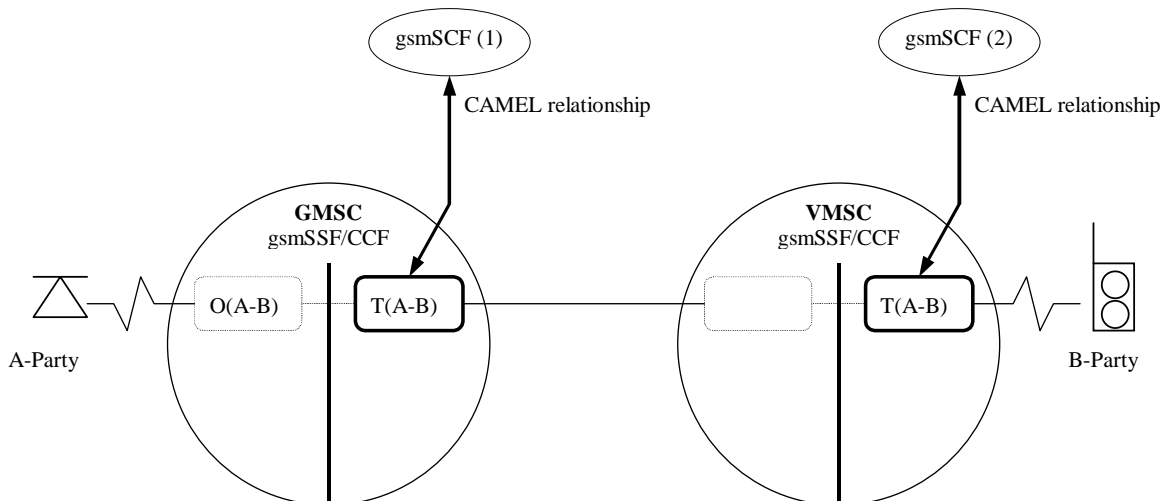 gsmSCF (1)
gsmSCF (2)
CAMEL relationship
CAMEL relationship
GMSC
gsmSSF/CCF
VMSC
gsmSSF/CCF
O(A-B)
T(A-B)
T(A-B)
A-Party
B-Party